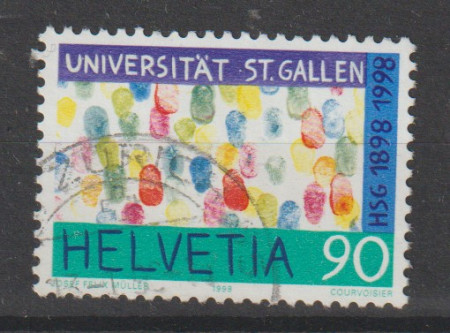 UNIVERSITÄT ST. GALLEN
HSG 1898 1998
HELVETIA 90
JOSEF FELIX MÜLLER 1998 COURVOISIER